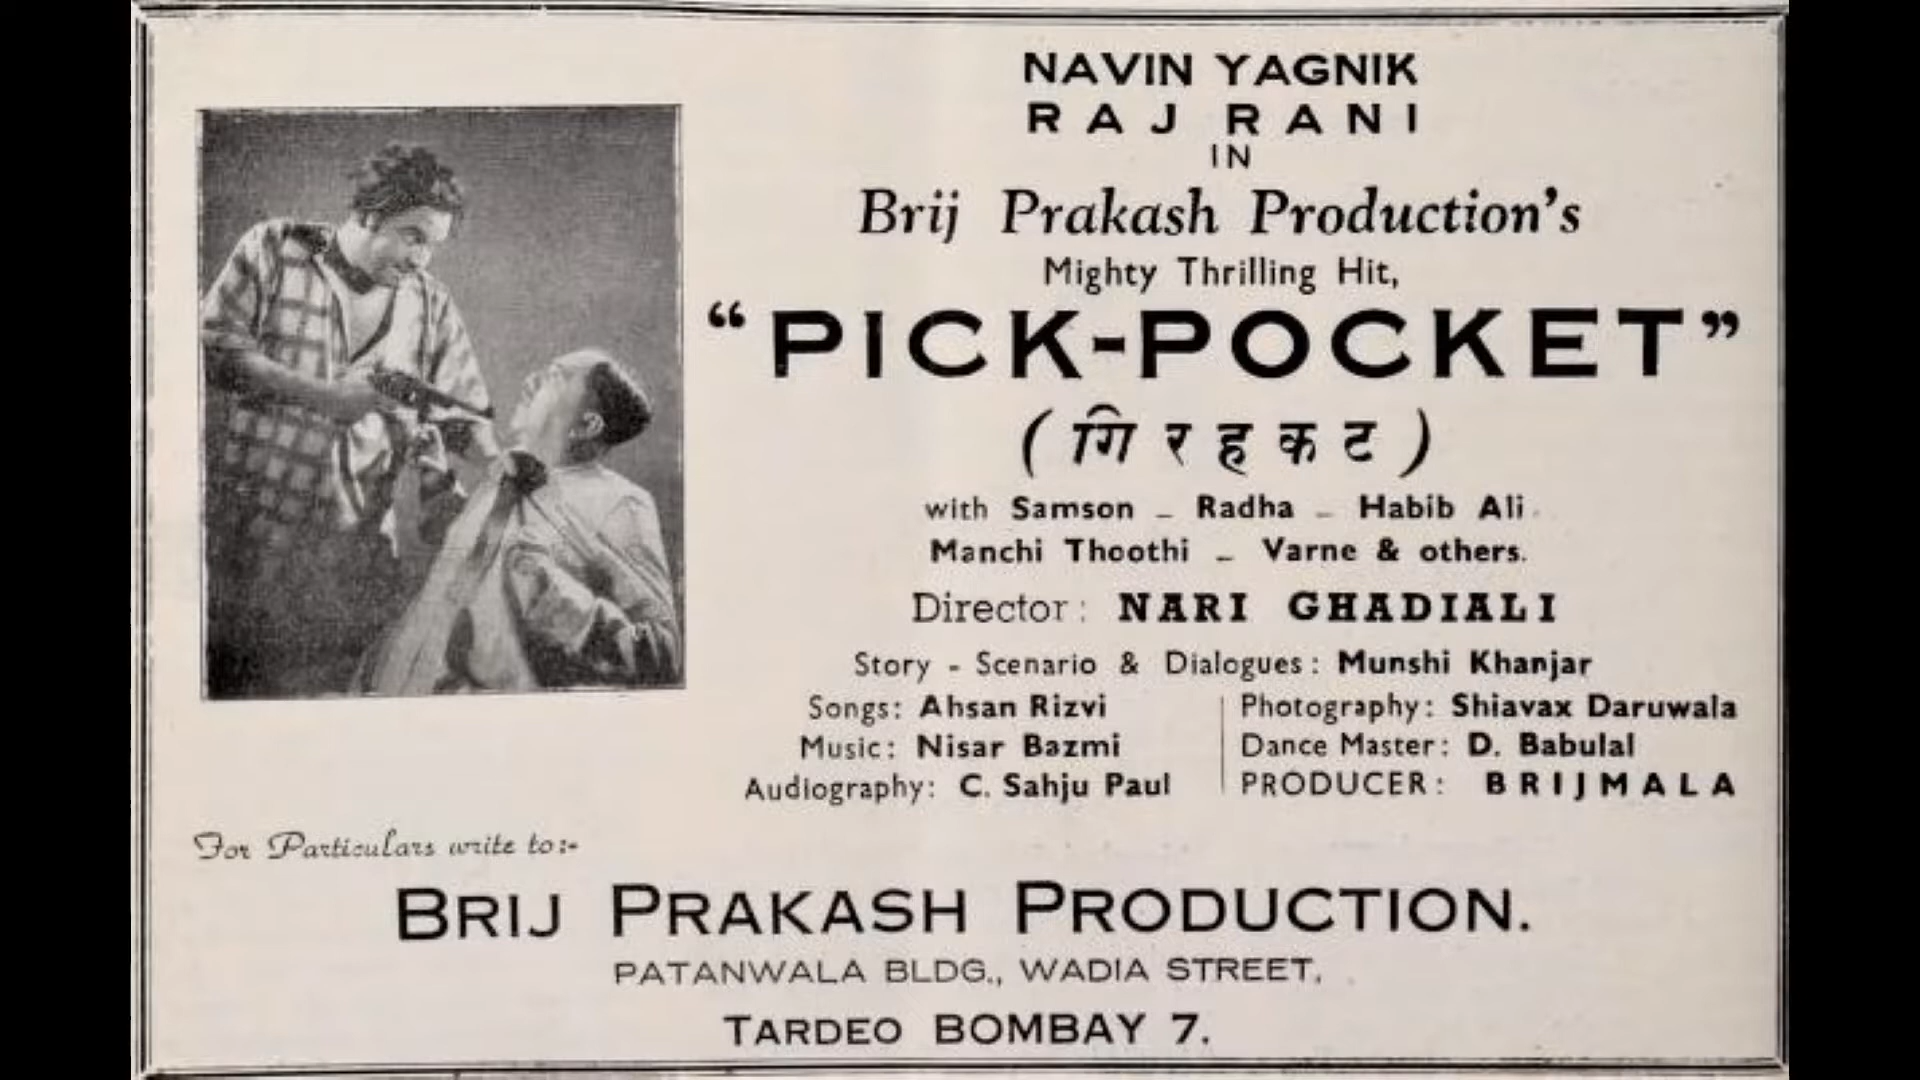 NAVIN YAGNIK
RAJ RANI
IN
Brij Prakash Production's
Mighty Thrilling Hit,
“PICK-POCKET”
(गिरहकट)
with Samson - Radha - Habib Ali
Manchi Thoothi - Varne & others.
Director: NARI GHADIALI
Story - Scenario & Dialogues: Munshi Khanjar
Songs: Ahsan Rizvi
Music: Nisar Bazmi
Audiography: C. Sahju Paul
Photography: Shiavax Daruwala
Dance Master: D. Babulal
PRODUCER: BRIJMALA
For Particulars write to:-
BRIJ PRAKASH PRODUCTION.
PATANWALA BLDG., WADIA STREET,
TARDEO BOMBAY 7.